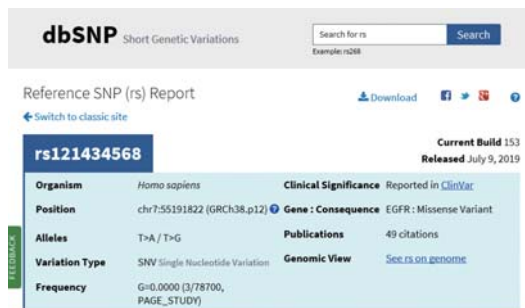 dbSNP Short Genetic Variations
Search for rs
Search
Example: rs268
Reference SNP (rs) Report
Download
Switch to classic site
rs121434568
Current Build 153
Released July 9, 2019
Organism Homo sapiens
Clinical Significance Reported in ClinVar
Position chr7:55191822 (GRCh38.p12)
Gene : Consequence EGFR : Missense Variant
Alleles T>A / T>G
Publications 49 citations
Variation Type SNV Single Nucleotide Variation
Genomic View See rs on genome
Frequency G=0.0000 (3/78700,
PAGE_STUDY)
FEEDBACK